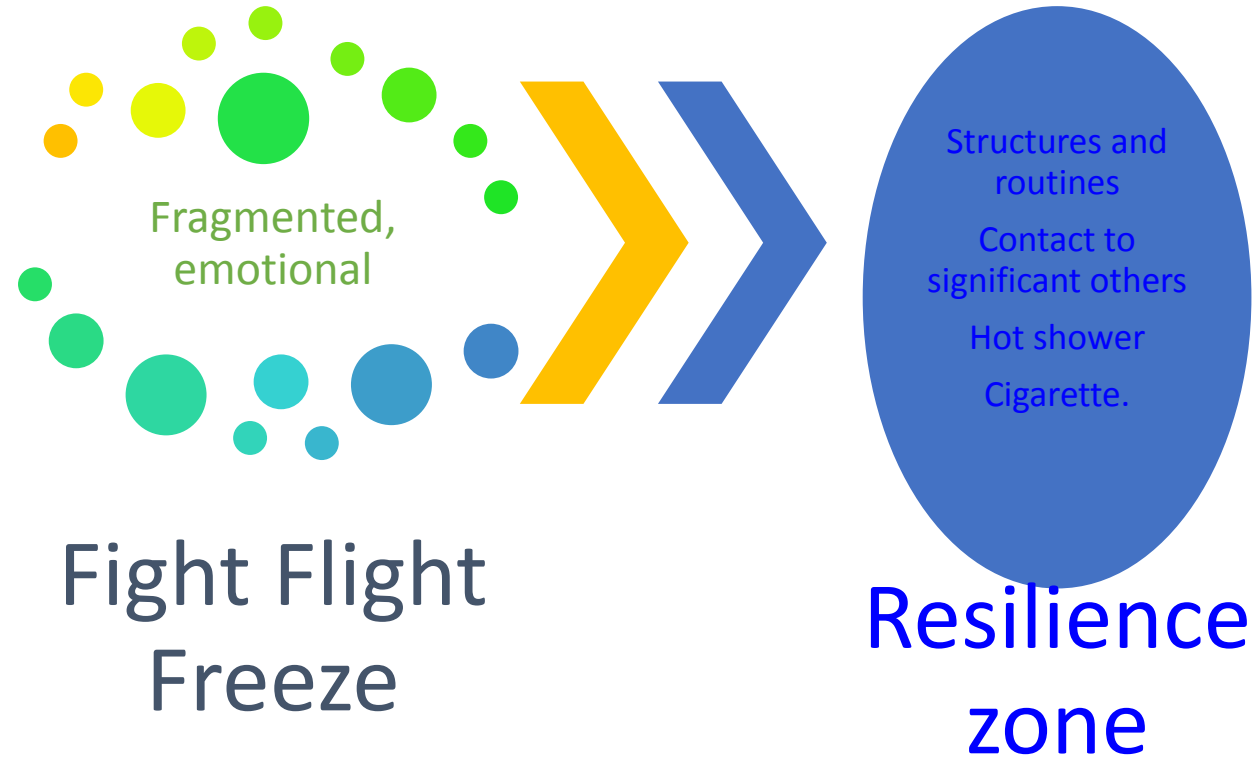 Fragmented,
emotional
Fight Flight
Freeze
Structures and
routines
Contact to
significant others
Hot shower
Cigarette.
Resilience
zone